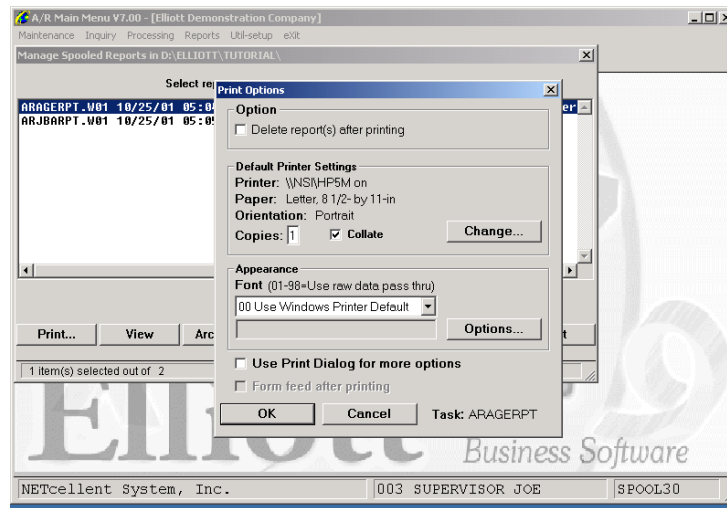 A/R Main Menu V7.00 - [Elliott Demonstration Company]
Maintenance Inquiry Processing Reports Util-setup eXit
Manage Spooled Reports in D:\ELLIOTT\TUTORIAL\
Select re
Print Options
ARAGERPT.W01 10/25/01 05:0
er
ARJBARPT.W01 10/25/01 05:0
Option
Delete report(s) after printing
Default Printer Settings
Printer: \\NSI\HP5M on
Paper: Letter, 8 1/2- by 11-in
Orientation: Portrait
Copies: 1 Collate Change...
Appearance
Font (01-98=Use raw data pass thru)
00 Use Windows Printer Default
Options...
Print... View Arc t
1 item(s) selected out of 2
Use Print Dialog for more options
Form feed after printing
OK Cancel Task: ARAGERPT
Elliott
Business Software
NETcellent System, Inc. 003 SUPERVISOR JOE SPOOL30